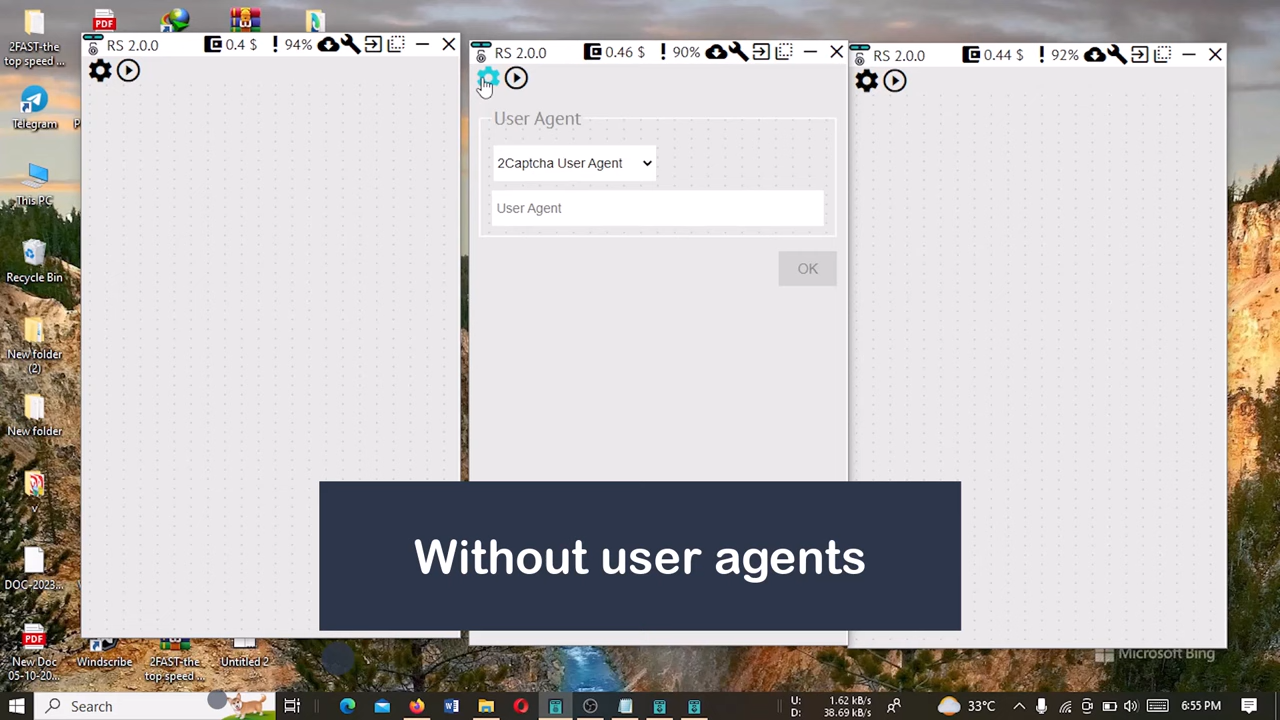 2FAST-the
top speed ...
Telegram
This PC
Recycle Bin
New folder
(2)
New folder
v
DOC-2023...
New Doc
05-10-20...
Windscribe
2FAST-the
top speed ...
Untitled 2
RS 2.0.0
0.4 $
94%
RS 2.0.0
0.46 $
90%
User Agent
2Captcha User Agent
User Agent
OK
RS 2.0.0
0.44 $
92%
Without user agents
Microsoft Bing
Search
U:
1.62 kB/s
D:
38.69 kB/s
33°C
6:55 PM